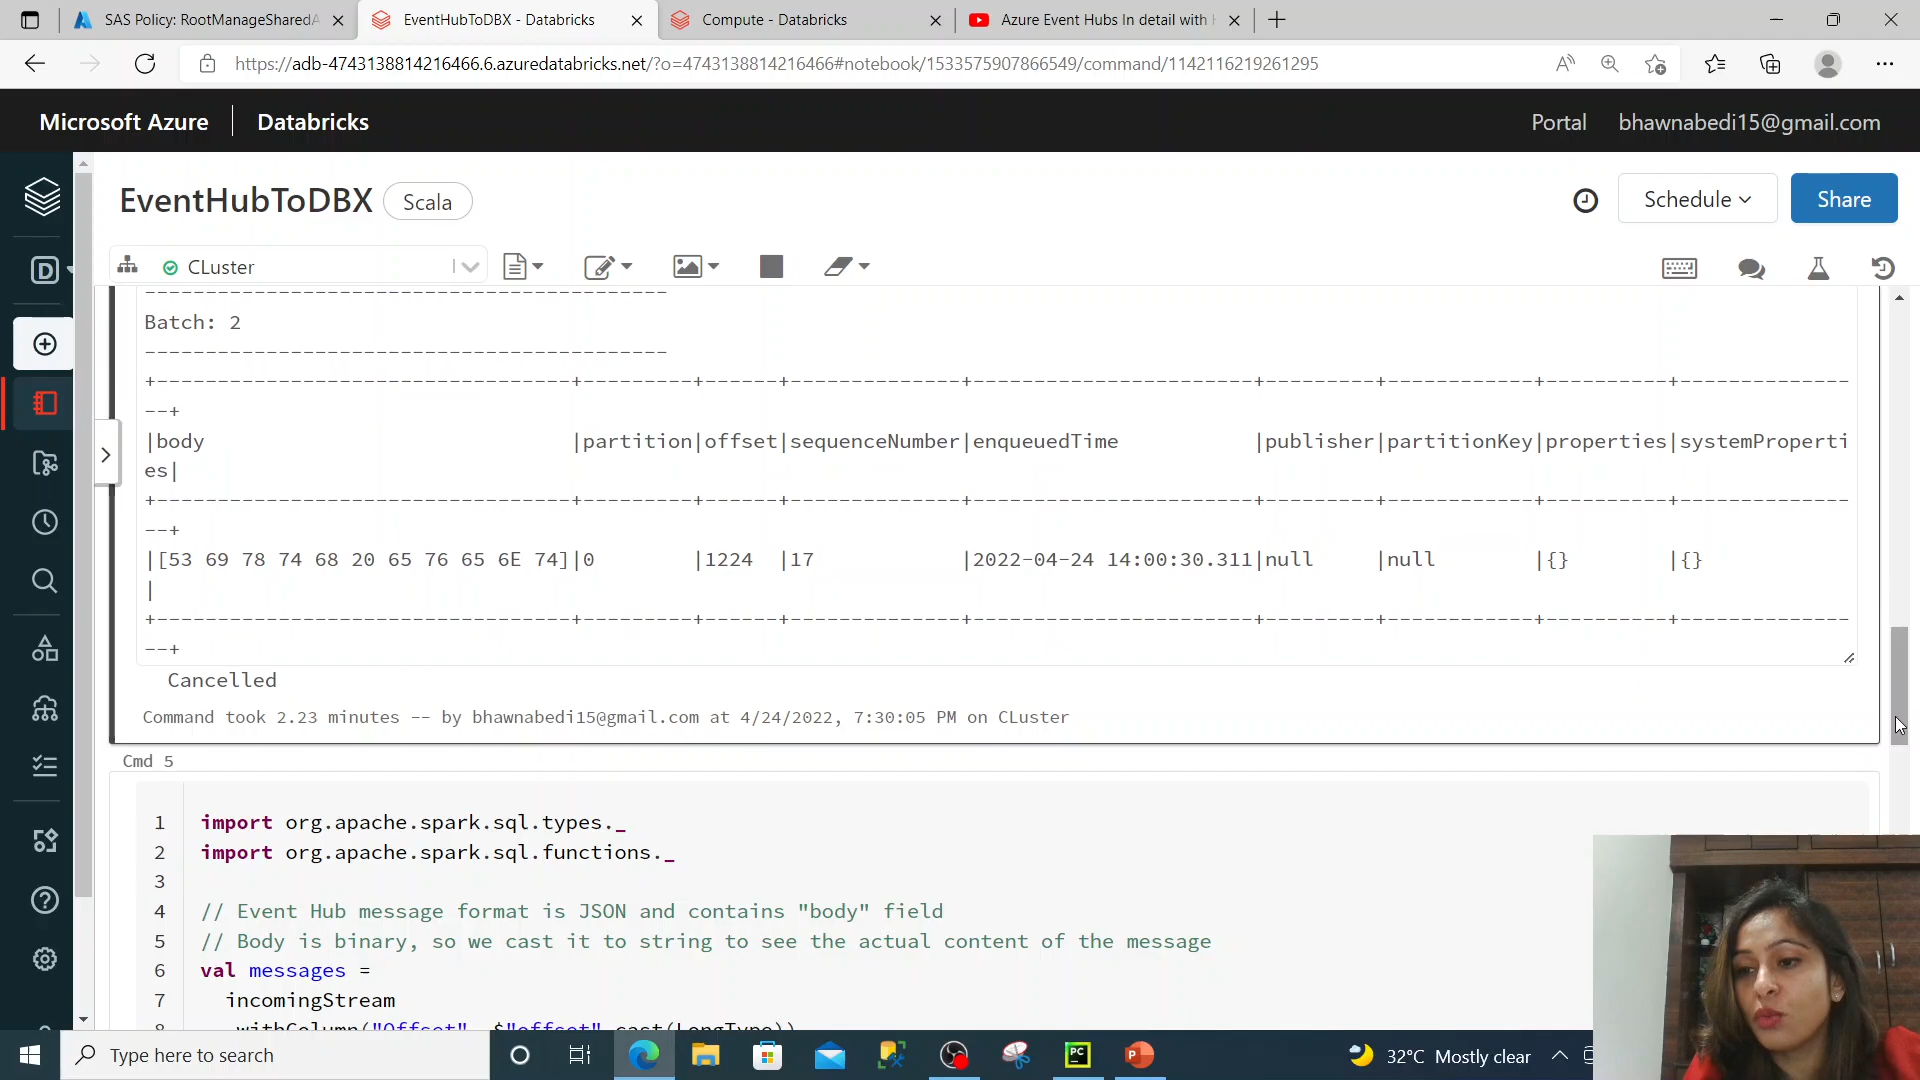 SAS Policy: RootManageSharedA
EventHubToDBX - Databricks
Compute - Databricks
Azure Event Hubs In detail with
https://adb-4743138814216466.6.azuredatabricks.net/?o=4743138814216466#notebook/1533575907866549/command/1142116219261295
Microsoft Azure
Databricks
Portal
bhawnabedi15@gmail.com
EventHubToDBX
Scala
Schedule
Share
CLuster
-------------------------------------------
Batch: 2
-------------------------------------------
+----------------------------------+---------+------+--------------+-----------------------+---------+------------+----------+--------------
--+
|body                              |partition|offset|sequenceNumber|enqueuedTime           |publisher|partitionKey|properties|systemProperti
es|
+----------------------------------+---------+------+--------------+-----------------------+---------+------------+----------+--------------
--+
|[53 69 78 74 68 20 65 76 65 6E 74]|0        |1224  |17            |2022-04-24 14:00:30.311|null     |null        |{}        |{}
|
+----------------------------------+---------+------+--------------+-----------------------+---------+------------+----------+--------------
--+
Cancelled
Command took 2.23 minutes -- by bhawnabedi15@gmail.com at 4/24/2022, 7:30:05 PM on CLuster
Cmd 5
1 import org.apache.spark.sql.types._
2 import org.apache.spark.sql.functions._
3
4 // Event Hub message format is JSON and contains "body" field
5 // Body is binary, so we cast it to string to see the actual content of the message
6 val messages =
7 incomingStream
8 .withColumn("Offset", $"offset".cast(LongType))
Type here to search
32°C Mostly clear